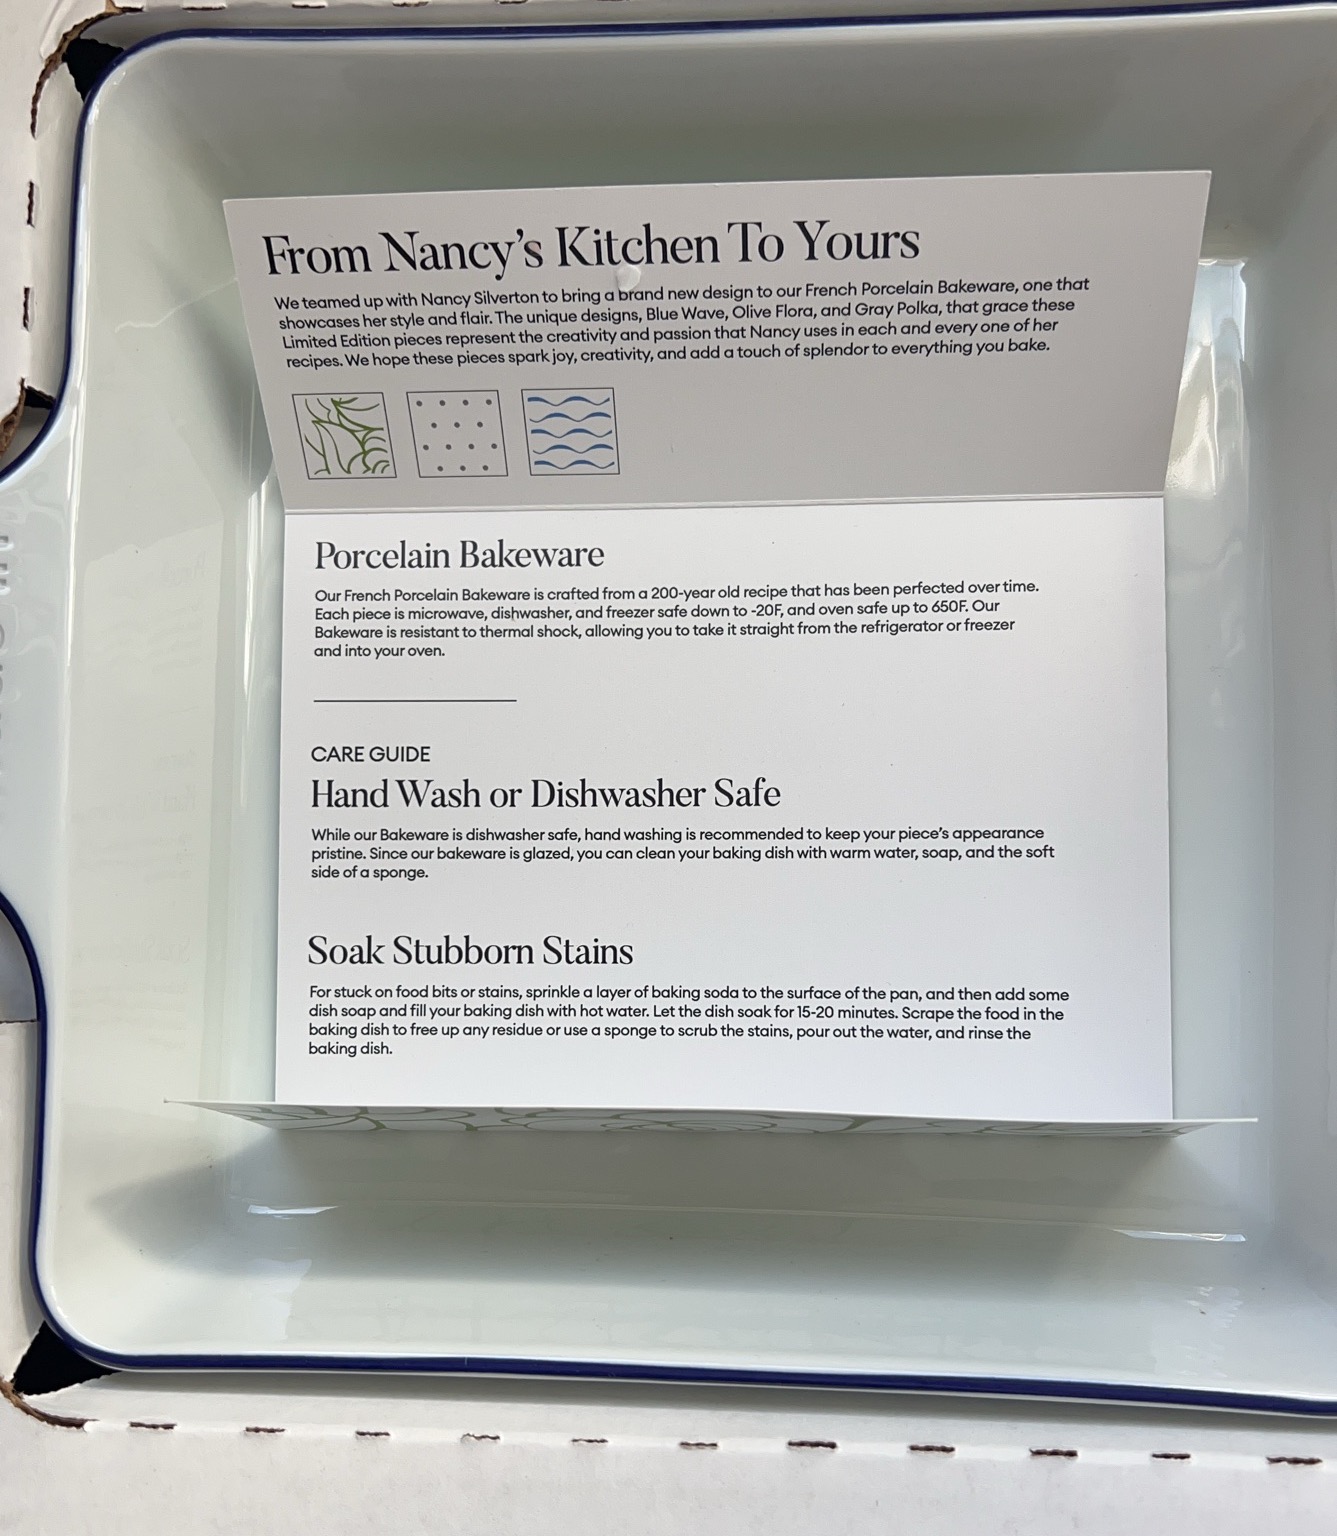 From Nancy's Kitchen To Yours
We teamed up with Nancy Silverton to bring a brand new design to our French Porcelain Bakeware, one that
showcases her style and flair. The unique designs, Blue Wave, Olive Flora, and Gray Polka, that grace these
Limited Edition pieces represent the creativity and passion that Nancy uses in each and every one of her
recipes. We hope these pieces spark joy, creativity, and add a touch of splendor to everything you bake.
Porcelain Bakeware
Our French Porcelain Bakeware is crafted from a 200-year old recipe that has been perfected over time.
Each piece is microwave, dishwasher, and freezer safe down to -20F, and oven safe up to 650F. Our
Bakeware is resistant to thermal shock, allowing you to take it straight from the refrigerator or freezer
and into your oven.
CARE GUIDE
Hand Wash or Dishwasher Safe
While our Bakeware is dishwasher safe, hand washing is recommended to keep your piece's appearance
pristine. Since our bakeware is glazed, you can clean your baking dish with warm water, soap, and the soft
side of a sponge.
Soak Stubborn Stains
For stuck on food bits or stains, sprinkle a layer of baking soda to the surface of the pan, and then add some
dish soap and fill your baking dish with hot water. Let the dish soak for 15-20 minutes. Scrape the food in the
baking dish to free up any residue or use a sponge to scrub the stains, pour out the water, and rinse the
baking dish.